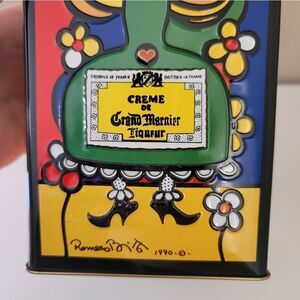 PRODUCT OF FRANCE BOTTLED IN FRANCE
CREME
DE
Grand Marnier
Liqueur
Romero Britto 1990-©-